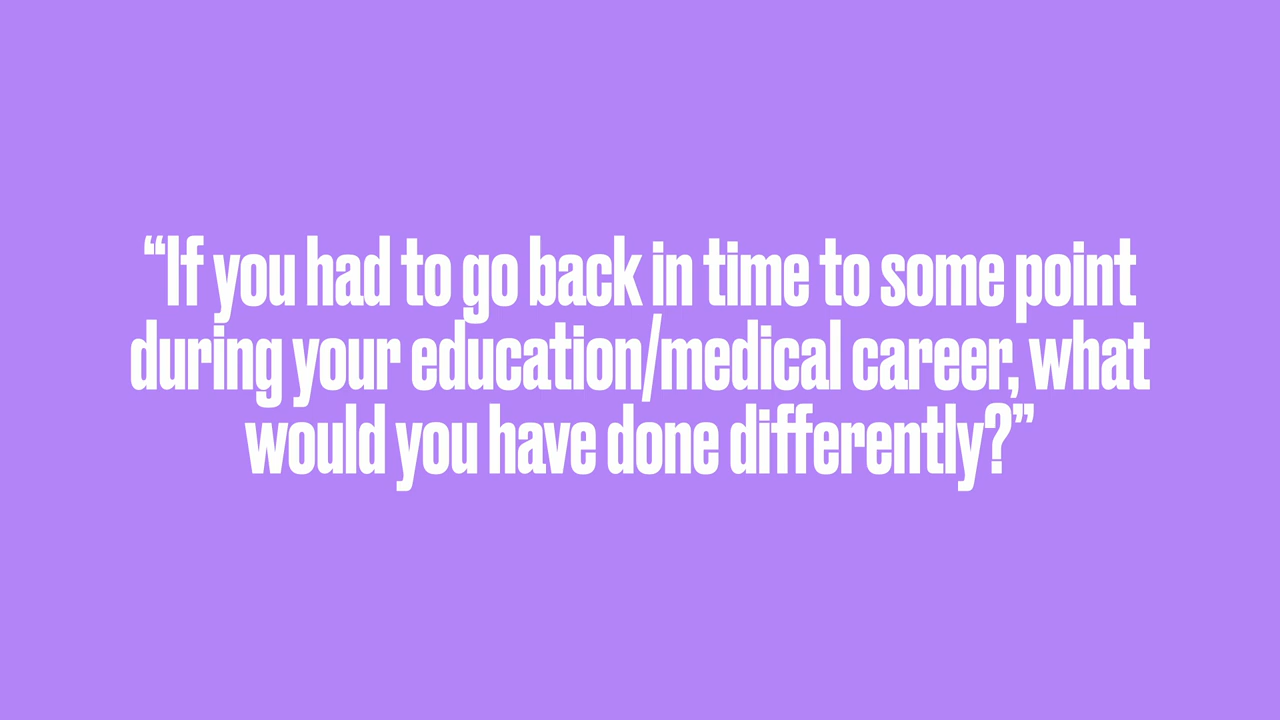 “If you had to go back in time to some point
during your education/medical career, what
would you have done differently?”